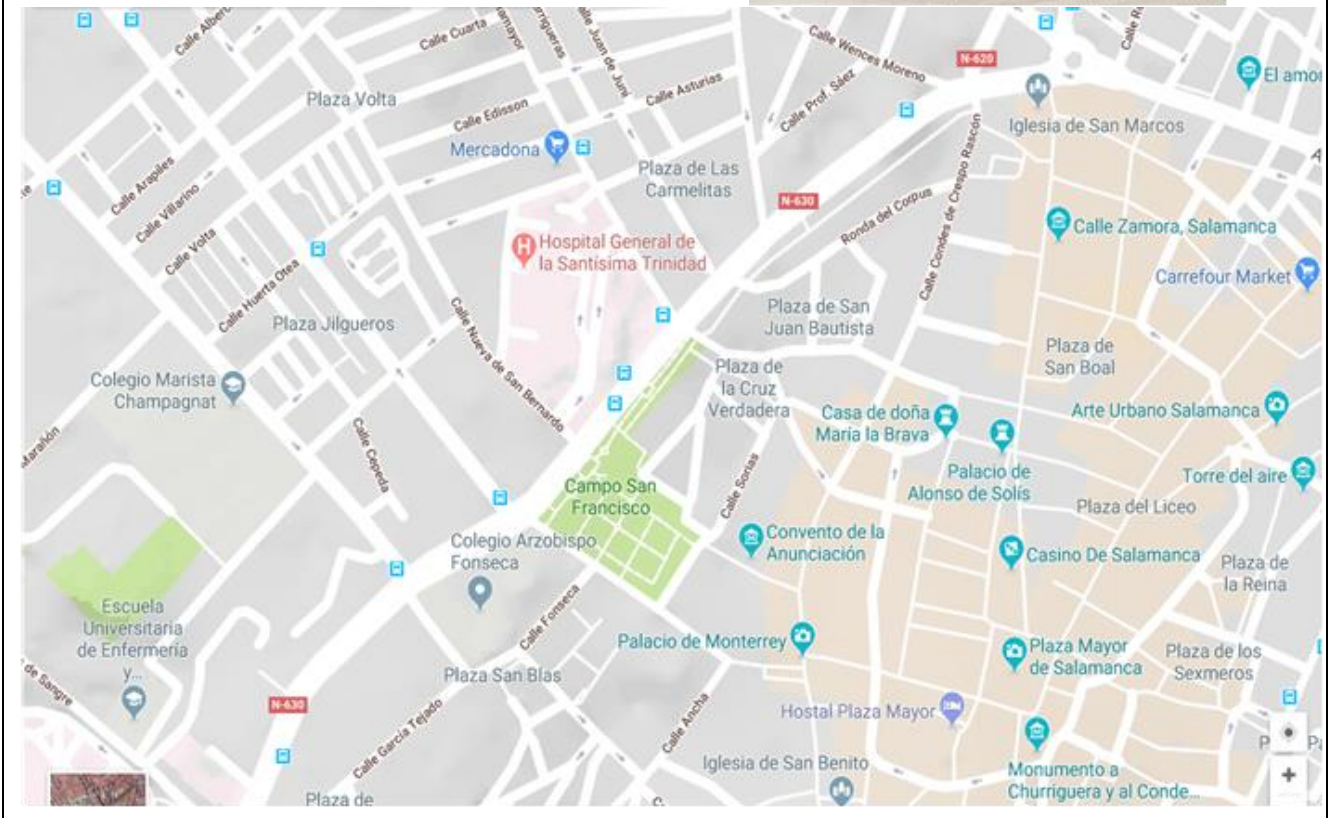 Calle Cuarta
Calle Wences Moreno
N-620
El amor
Plaza Volta
Calle Asturias
Calle Prof. Sáez
Iglesia de San Marcos
Calle Edisson
Mercadona
Plaza de Las
Carmelitas
Calle Arapiles
Calle Villarino
N-630
Ronda del Corpus
Calle Condes de Crespo Rascón
Calle Zamora, Salamanca
Calle Volta
Hospital General de
la Santísima Trinidad
H
Carrefour Market
Calle Huerta Otea
Plaza Jilgueros
Plaza de San
Juan Bautista
Calle Nueva de San Bernardo
Plaza de
San Boal
Colegio Marista
Champagnat
Plaza de
la Cruz
Verdadera
Casa de doña
María la Brava
Arte Urbano Salamanca
Marañón
Calle Cepeda
Palacio de
Alonso de Solís
Torre del aire
Campo San
Francisco
Calle Sorias
Plaza del Liceo
Colegio Arzobispo
Fonseca
Convento de la
Anunciación
Casino De Salamanca
Plaza de
la Reina
Escuela
Universitaria
de Enfermería
y...
Calle Fonseca
Palacio de Monterrey
Plaza Mayor
de Salamanca
Plaza de los
Sexmeros
de Sangre
Plaza San Blas
N-630
Hostal Plaza Mayor
Calle García Tejado
Calle Ancha
Iglesia de San Benito
Monumento a
Churriguera y al Conde...
Plaza de
+